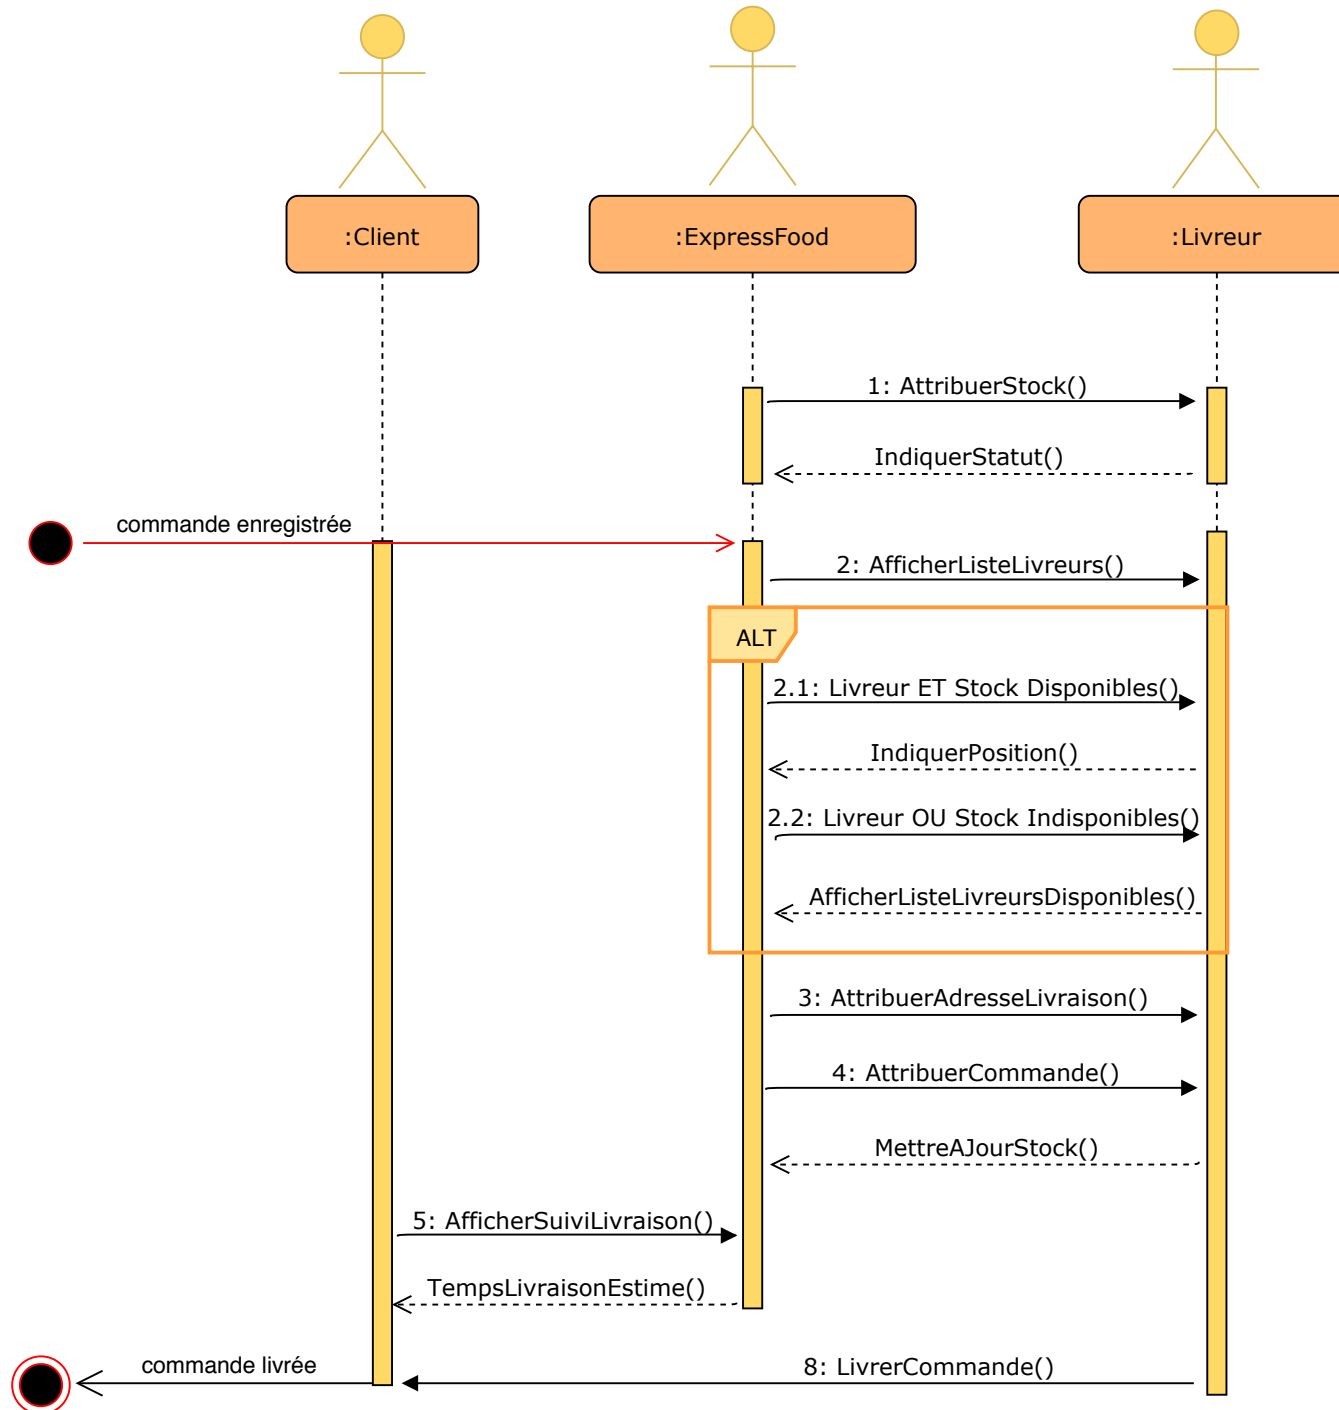 :Client
:ExpressFood
:Livreur
1: AttribuerStock()
IndiquerStatut()
commande enregistrée
2: AfficherListeLivreurs()
ALT
2.1: Livreur ET Stock Disponibles()
IndiquerPosition()
2.2: Livreur OU Stock Indisponibles()
AfficherListeLivreursDisponibles()
3: AttribuerAdresseLivraison()
4: AttribuerCommande()
MettreAJourStock()
5: AfficherSuiviLivraison()
TempsLivraisonEstime()
commande livrée
8: LivrerCommande()